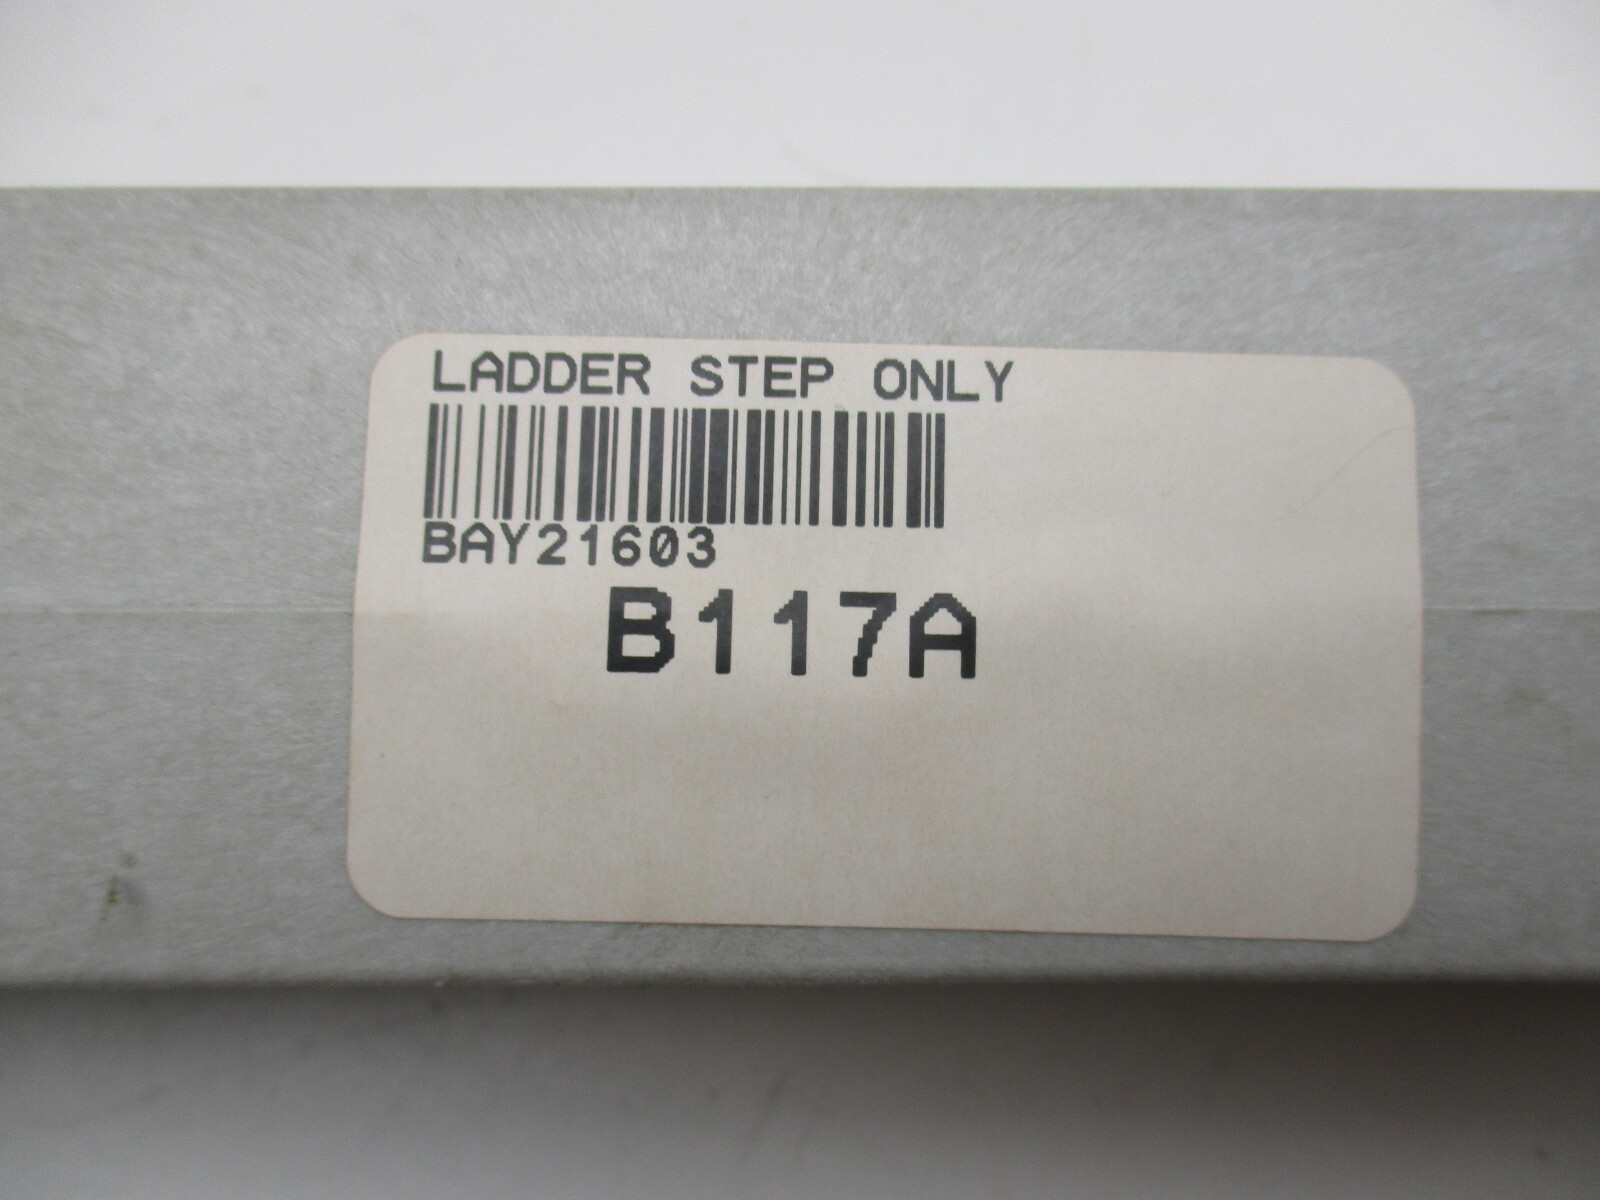 LADDER STEP ONLY
BAY21603
B117A